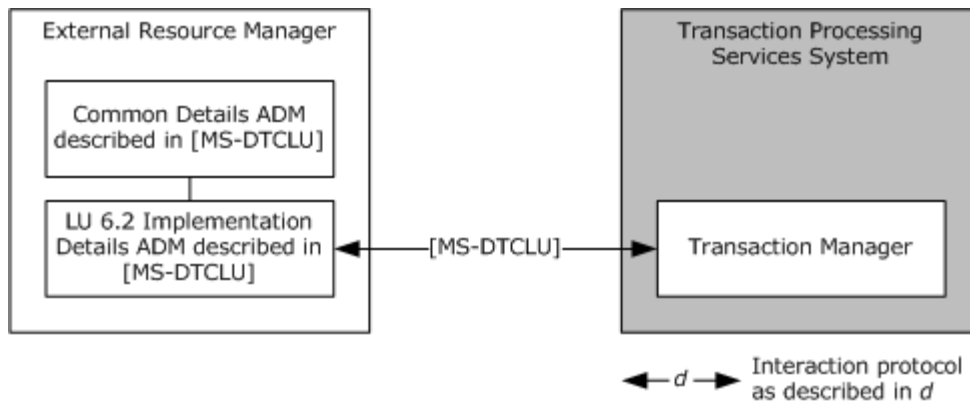 External Resource Manager
Common Details ADM
described in [MS-DTCLU]
LU 6.2 Implementation
Details ADM described in
[MS-DTCLU]
[MS-DTCLU]
Transaction Processing
Services System
Transaction Manager
d
Interaction protocol
as described in d